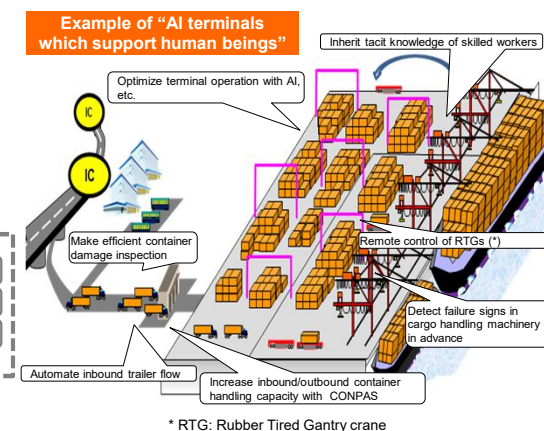 Example of “AI terminals
which support human beings”
Inherit tacit knowledge of skilled workers
Optimize terminal operation with AI,
etc.
IC
IC
Make efficient container
damage inspection
Remote control of RTGs (*)
Detect failure signs in
cargo handling machinery
in advance
Automate inbound trailer flow
Increase inbound/outbound container
handling capacity with CONPAS
* RTG: Rubber Tired Gantry crane